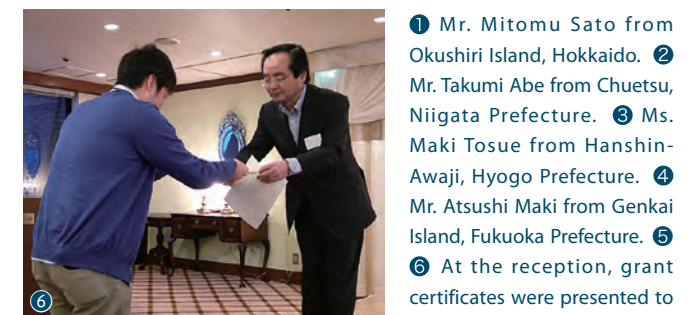 ❶ Mr. Mitomu Sato from
Okushiri Island, Hokkaido. ❷
Mr. Takumi Abe from Chuetsu,
Niigata Prefecture. ❸ Ms.
Maki Tosue from Hanshin-
Awaji, Hyogo Prefecture. ❹
Mr. Atsushi Maki from Genkai
Island, Fukuoka Prefecture. ❺
❻ At the reception, grant
certificates were presented to
⑥